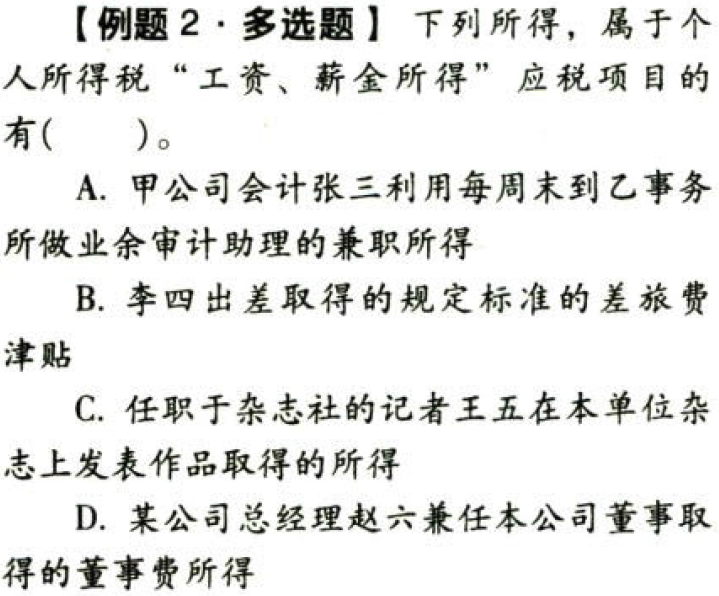 【例题2·多选题】 下列所得，属于个
人所得税“工资、薪金所得”应税项目的
有(  )。
A. 甲公司会计张三利用每周末到乙事务
所做业余审计助理的兼职所得
B. 李四出差取得的规定标准的差旅费
津贴
C. 任职于杂志社的记者王五在本单位杂
志上发表作品取得的所得
D. 某公司总经理赵六兼任本公司董事取
得的董事费所得